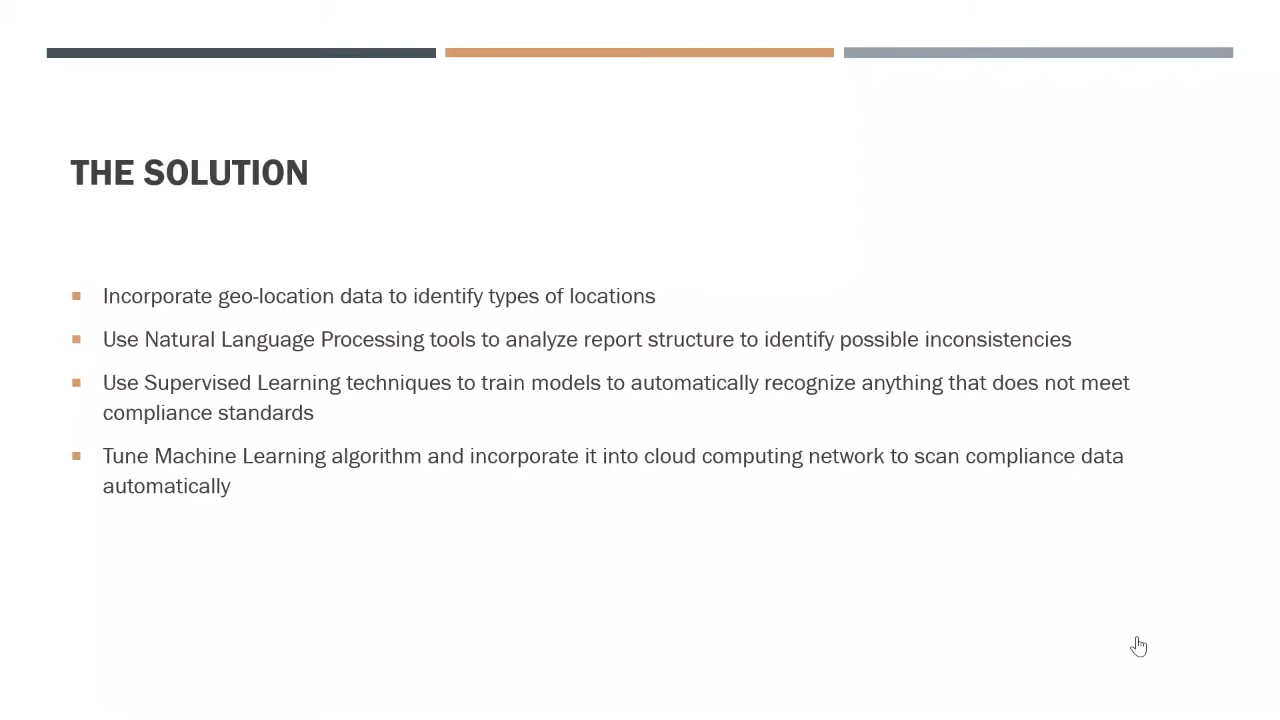 THE SOLUTION
Incorporate geo-location data to identify types of locations
Use Natural Language Processing tools to analyze report structure to identify possible inconsistencies
Use Supervised Learning techniques to train models to automatically recognize anything that does not meet
compliance standards
Tune Machine Learning algorithm and incorporate it into cloud computing network to scan compliance data
automatically